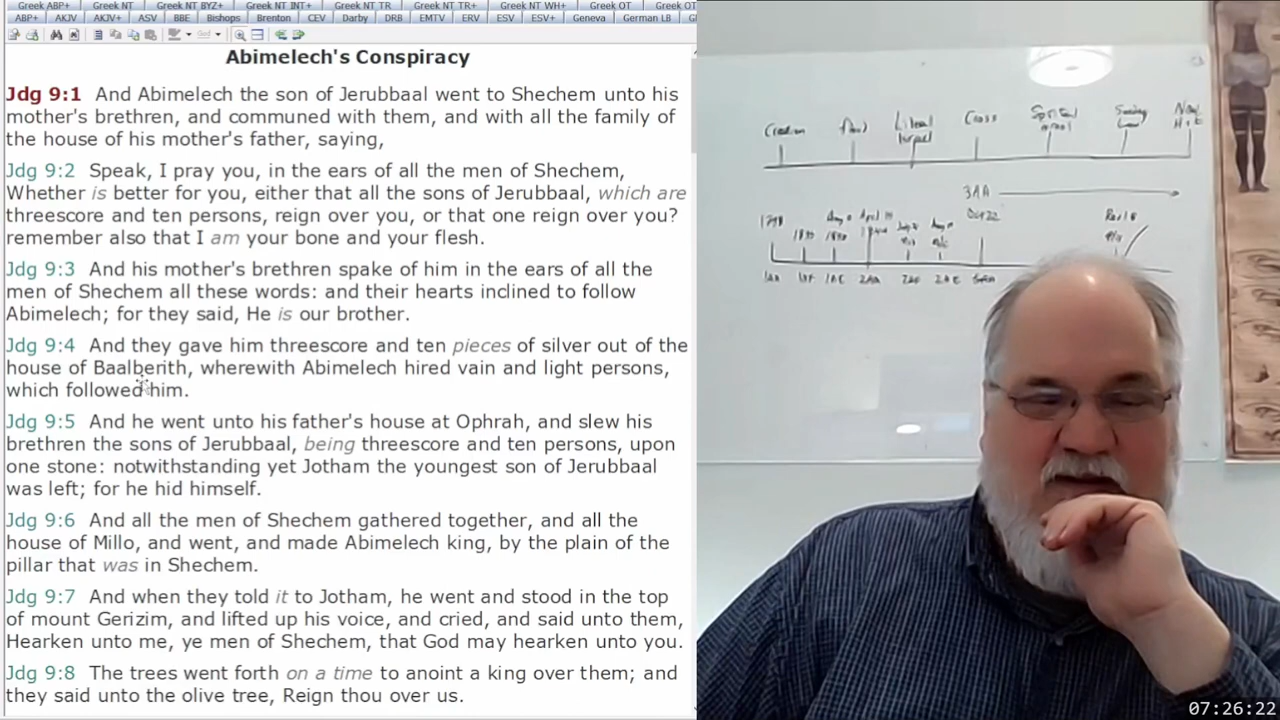 Greek ABP+ Greek NT Greek NT BYZ+ Greek NT INT+ Greek NT TR Greek NT TR+ Greek NT WH+ Greek OT Greek OT
ABP+ AKJV AKJV+ ASV BBE Bishops Brenton CEV Darby DRB EMTV ERV ESV ESV+ Geneva German LB
Abimelech's Conspiracy
Jdg 9:1 And Abimelech the son of Jerubbaal went to Shechem unto his
mother's brethren, and communed with them, and with all the family of
the house of his mother's father, saying,
Jdg 9:2 Speak, I pray you, in the ears of all the men of Shechem,
Whether is better for you, either that all the sons of Jerubbaal, which are
threescore and ten persons, reign over you, or that one reign over you?
remember also that I am your bone and your flesh.
Jdg 9:3 And his mother's brethren spake of him in the ears of all the
men of Shechem all these words: and their hearts inclined to follow
Abimelech; for they said, He is our brother.
Jdg 9:4 And they gave him threescore and ten pieces of silver out of the
house of Baalberith, wherewith Abimelech hired vain and light persons,
which followed him.
Jdg 9:5 And he went unto his father's house at Ophrah, and slew his
brethren the sons of Jerubbaal, being threescore and ten persons, upon
one stone: notwithstanding yet Jotham the youngest son of Jerubbaal
was left; for he hid himself.
Jdg 9:6 And all the men of Shechem gathered together, and all the
house of Millo, and went, and made Abimelech king, by the plain of the
pillar that was in Shechem.
Jdg 9:7 And when they told it to Jotham, he went and stood in the top
of mount Gerizim, and lifted up his voice, and cried, and said unto them,
Hearken unto me, ye men of Shechem, that God may hearken unto you.
Jdg 9:8 The trees went forth on a time to anoint a king over them; and
they said unto the olive tree, Reign thou over us.
Creation Flood Literal Israel Cross
3AA
1798 April 19 Oct 22 Rev 18
9/11
1AA 2AA
07:26:22